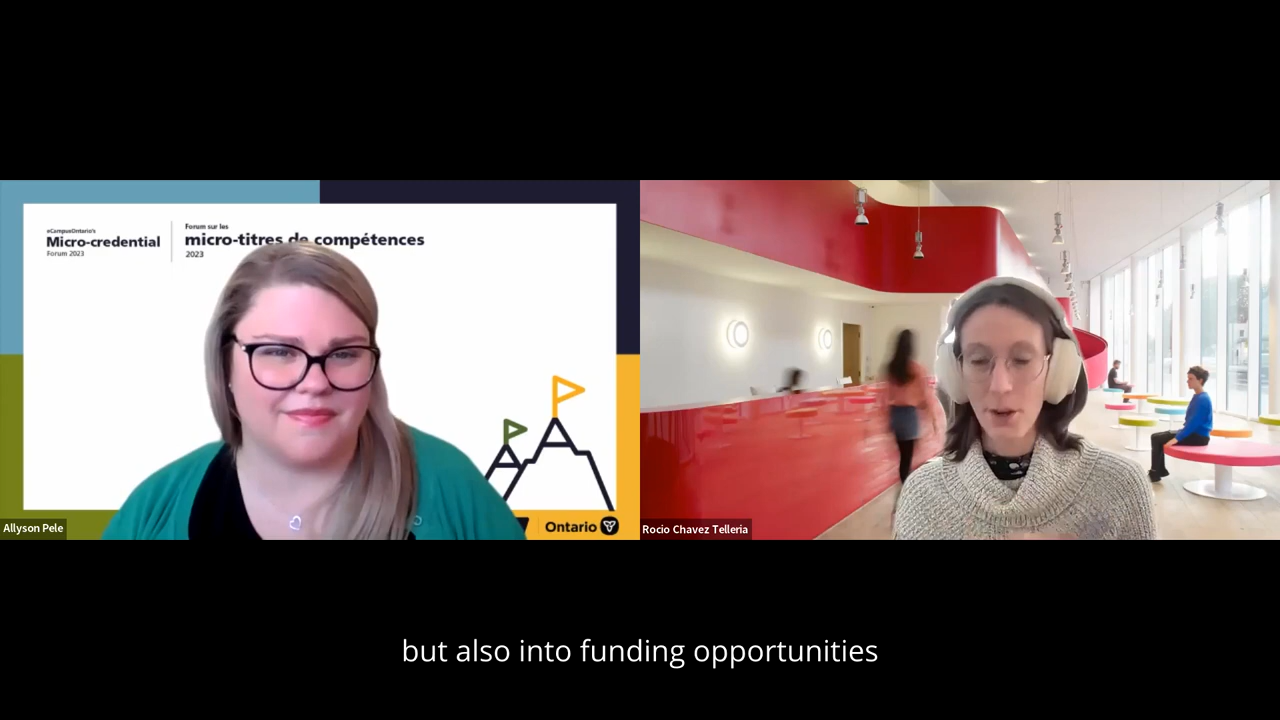 eCampusOntario's
Micro-credential
Forum 2023
Forum sur les
micro-titres de compétences
2023
Ontario
Allyson Pele
Rocio Chavez Telleria
but also into funding opportunities